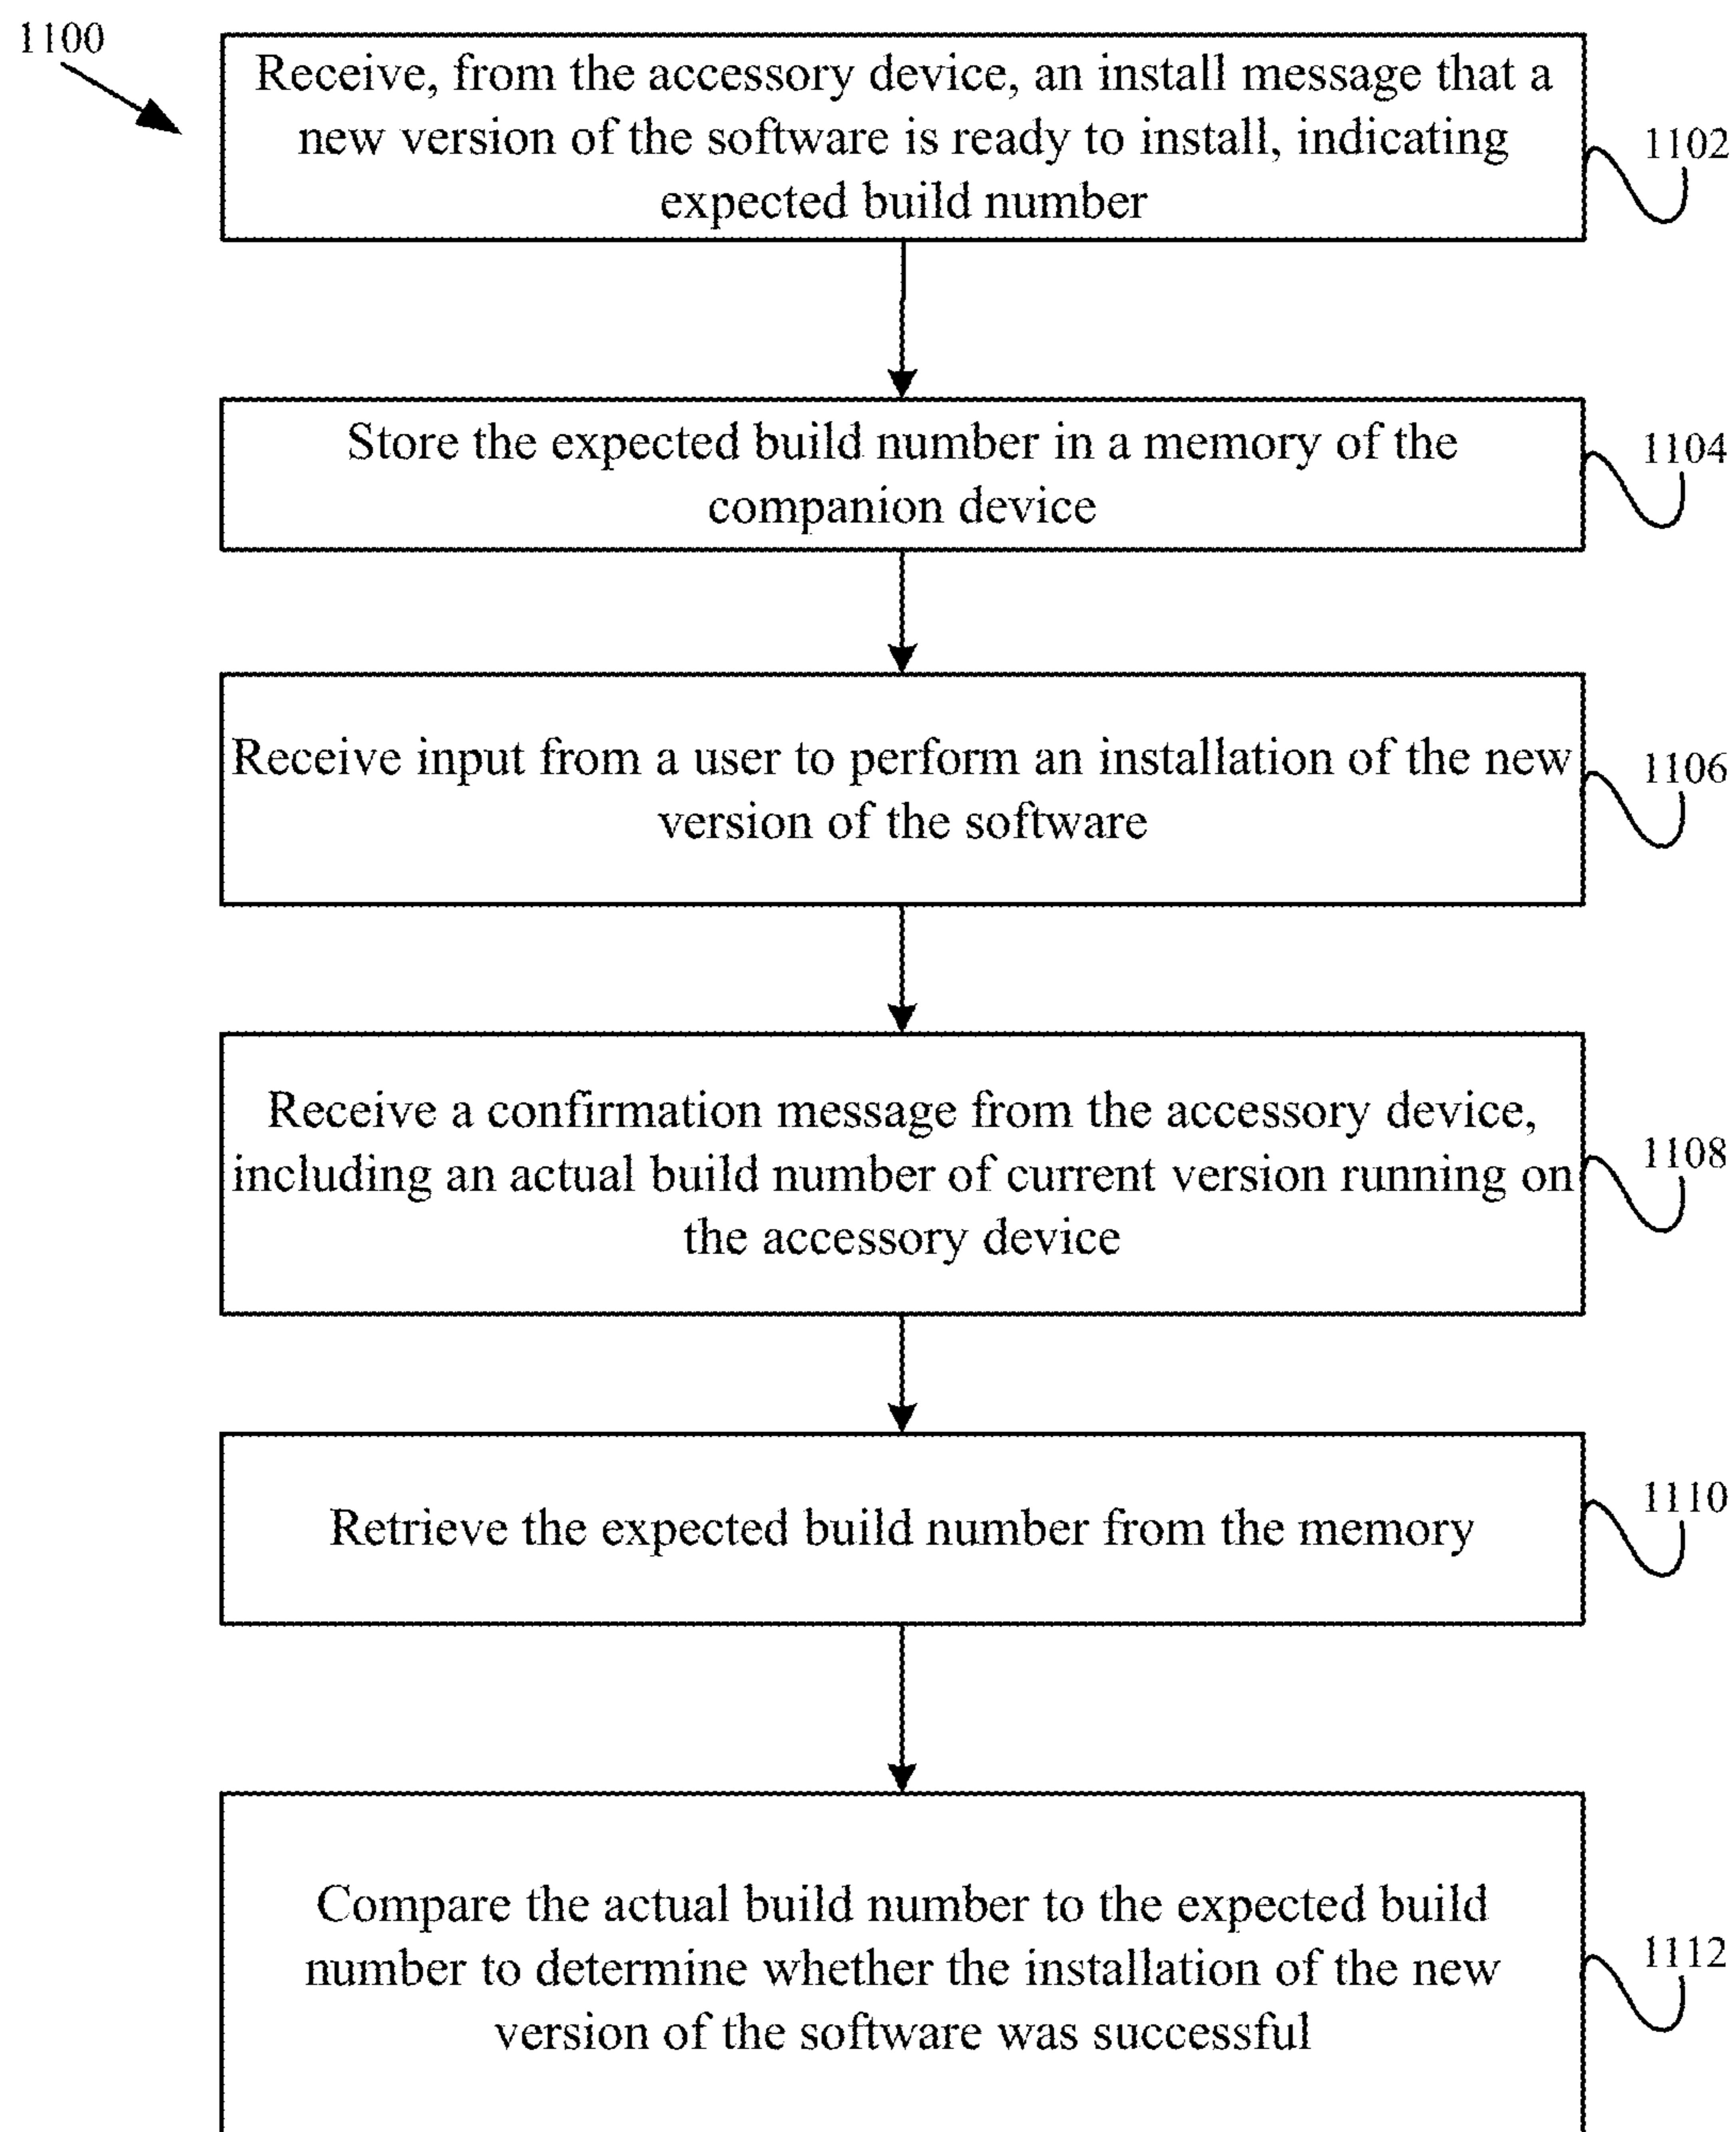 1100
Receive, from the accessory device, an install message that a
new version of the software is ready to install, indicating
expected build number
1102
Store the expected build number in a memory of the
companion device
1104
Receive input from a user to perform an installation of the new
version of the software
1106
Receive a confirmation message from the accessory device,
including an actual build number of current version running on
the accessory device
1108
Retrieve the expected build number from the memory
1110
Compare the actual build number to the expected build
number to determine whether the installation of the new
version of the software was successful
1112